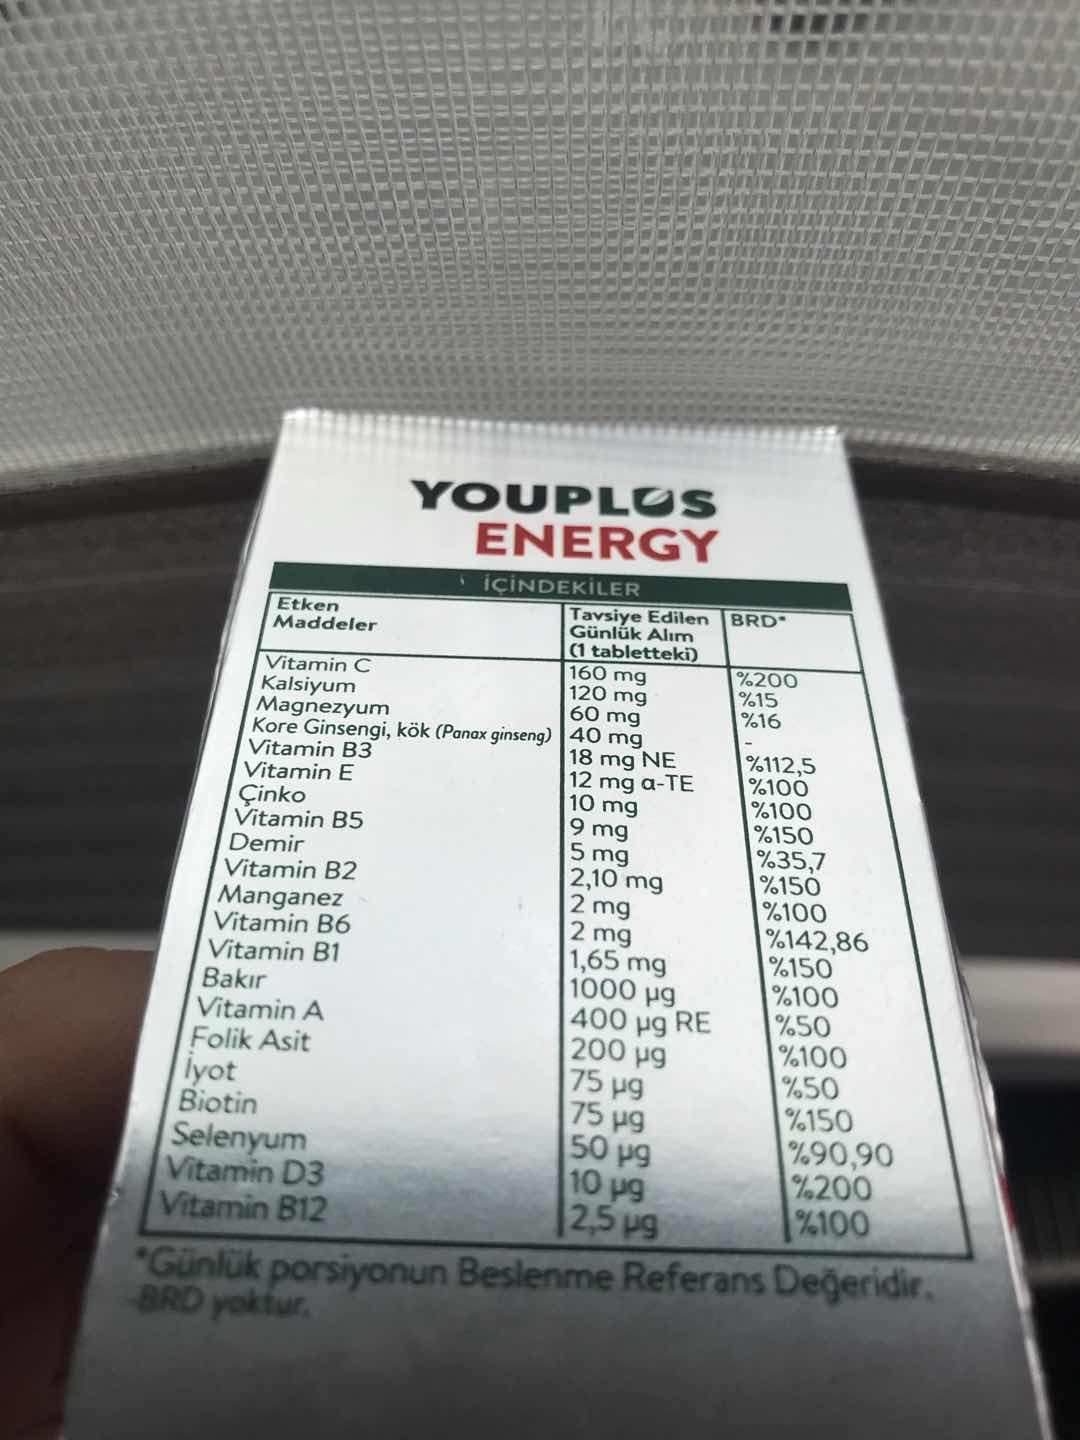 YOUPLUS
ENERGY
İÇİNDEKİLER
Etken Maddeler Tavsiye Edilen Günlük Alım (1 tabletteki) BRD*
Vitamin C 160 mg %200
Kalsiyum 120 mg %15
Magnezyum 60 mg %16
Kore Ginsengi, kök (Panax ginseng) 40 mg -
Vitamin B3 18 mg NE %112,5
Vitamin E 12 mg α-TE %100
Çinko 10 mg %100
Vitamin B5 9 mg %150
Demir 5 mg %35,7
Vitamin B2 2,10 mg %150
Manganez 2 mg %100
Vitamin B6 2 mg %142,86
Vitamin B1 1,65 mg %150
Bakır 1000 µg %100
Vitamin A 400 µg RE %50
Folik Asit 200 µg %100
İyot 75 µg %50
Biotin 75 µg %150
Selenyum 50 µg %90,90
Vitamin D3 10 µg %200
Vitamin B12 2,5 µg %100
*Günlük porsiyonun Beslenme Referans Değeridir.
-BRD yoktur.